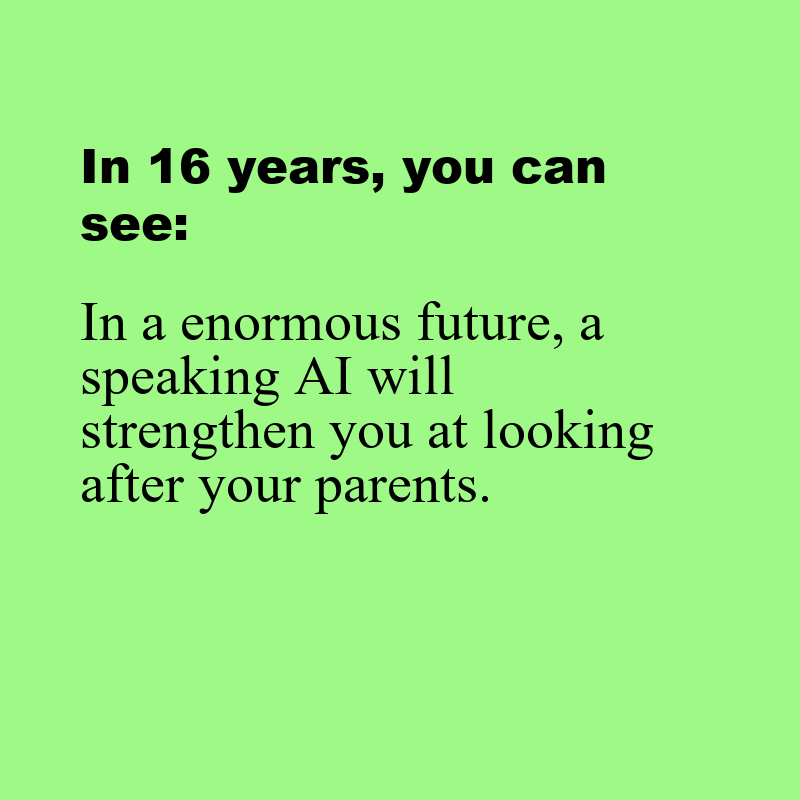 In 16 years, you can
see:
In a enormous future, a
speaking AI will
strengthen you at looking
after your parents.